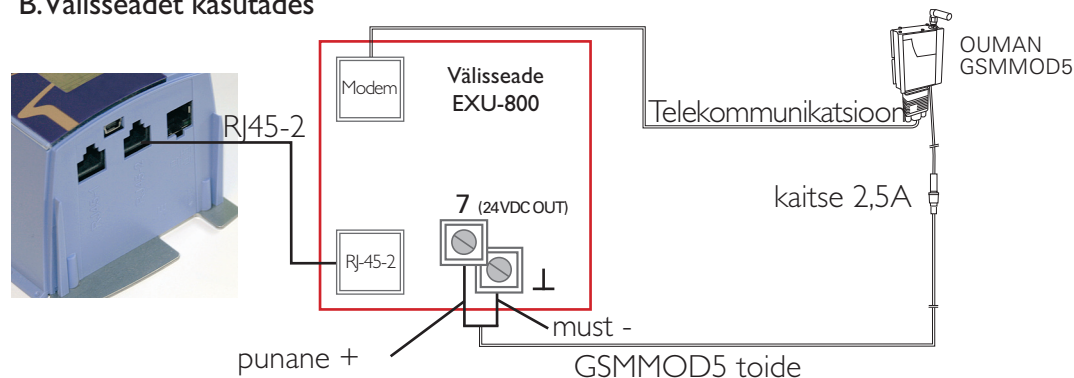 B.Välisseadet kasutades
OUMAN
GSMMOD5
Modem
Välisseade
EXU-800
Telekommunikatsioon
RJ45-2
kaitse 2,5A
7 (24VDC OUT)
RJ-45-2
must -
punane +
GSMMOD5 toide